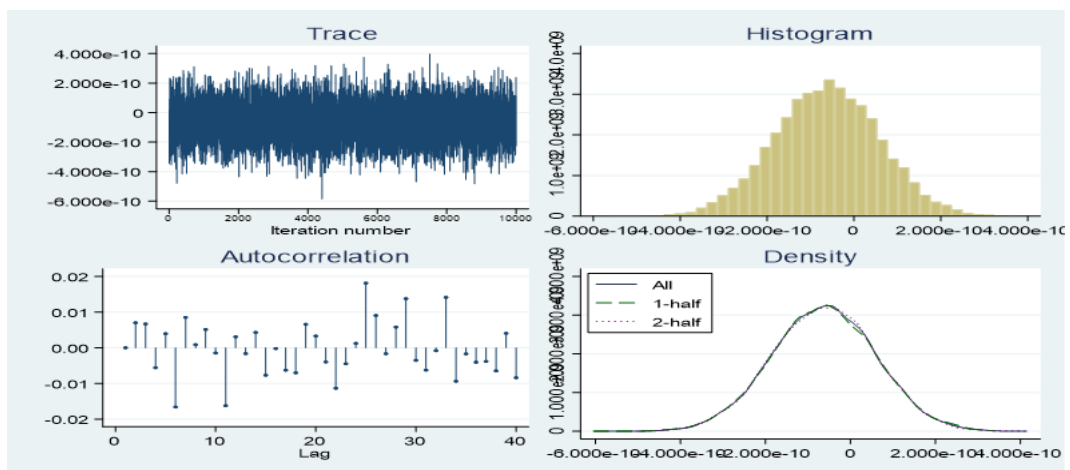 Trace
4.000e-10
2.000e-10
0
-2.000e-10
-4.000e-10
-6.000e-10
0 2000 4000 6000 8000 10000
Iteration number
Histogram
0
-6.000e-10 -4.000e-10 -2.000e-10 0 2.000e-10 4.000e-10
Autocorrelation
0.02
0.01
0.00
-0.01
-0.02
0 10 20 30 40
Lag
Density
All
1-half
2-half
0
-6.000e-10 -4.000e-10 -2.000e-10 0 2.000e-10 4.000e-10